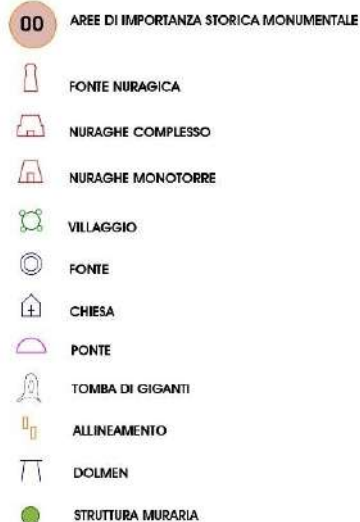 00 AREE DI IMPORTANZA STORICA MONUMENTALE
FONTE NURAGICA
NURAGHE COMPLESSO
NURAGHE MONOTORRE
VILLAGGIO
FONTE
CHIESA
PONTE
TOMBA DI GIGANTI
ALLINEAMENTO
DOLMEN
STRUTTURA MURARIA